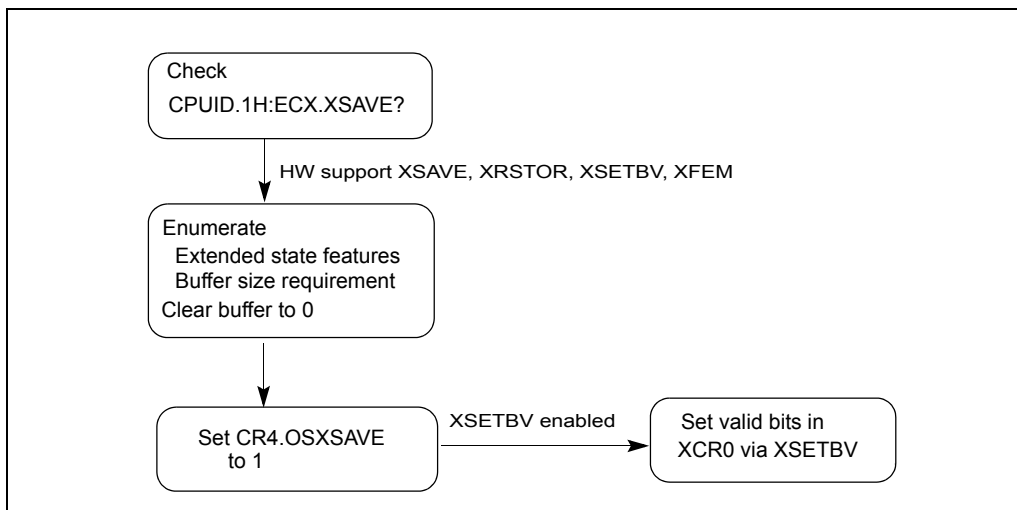 Check
CPUID.1H:ECX.XSAVE?
HW support XSAVE, XRSTOR, XSETBV, XFEM
Enumerate
Extended state features
Buffer size requirement
Clear buffer to 0
Set CR4.OSXSAVE
to 1
XSETBV enabled
Set valid bits in
XCR0 via XSETBV